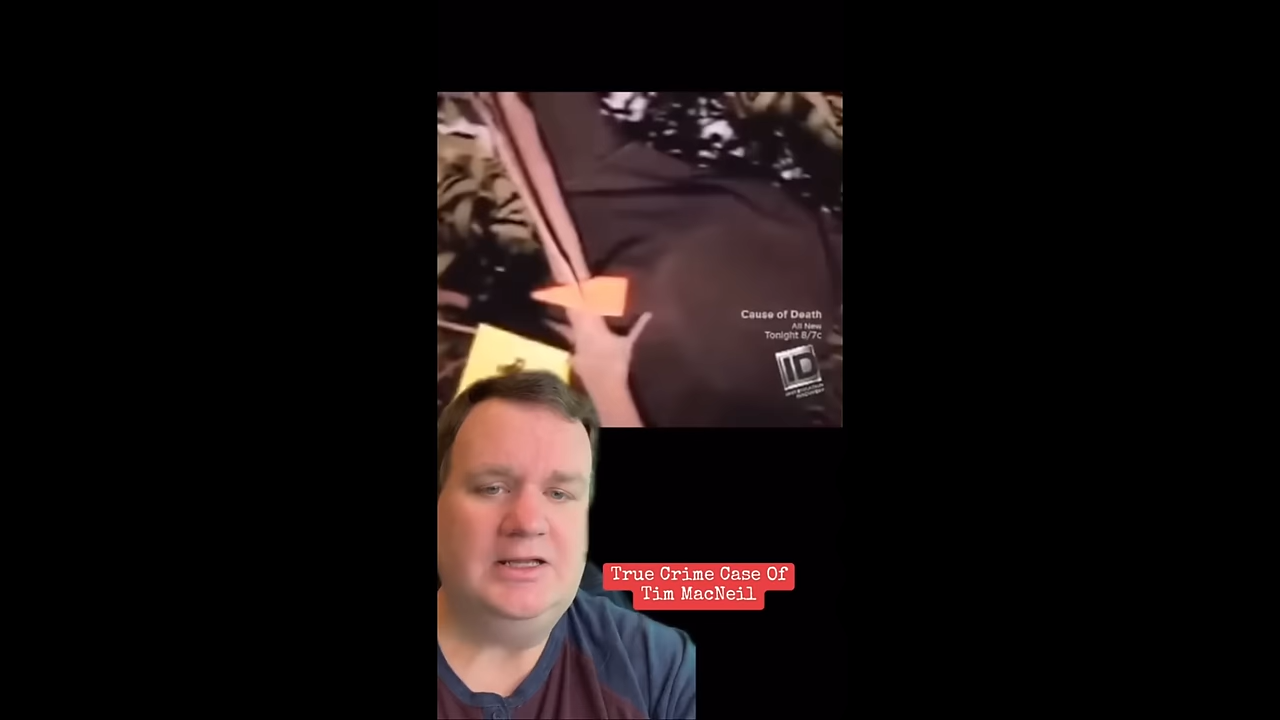 Cause of Death
All New
Tonight 8/7c
ID
True Crime Case Of
Tim MacNeil